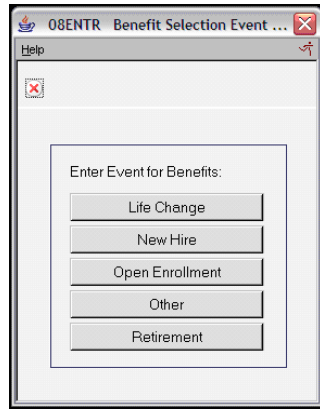 08ENTR Benefit Selection Event ...
Help
Enter Event for Benefits:
Life Change
New Hire
Open Enrollment
Other
Retirement